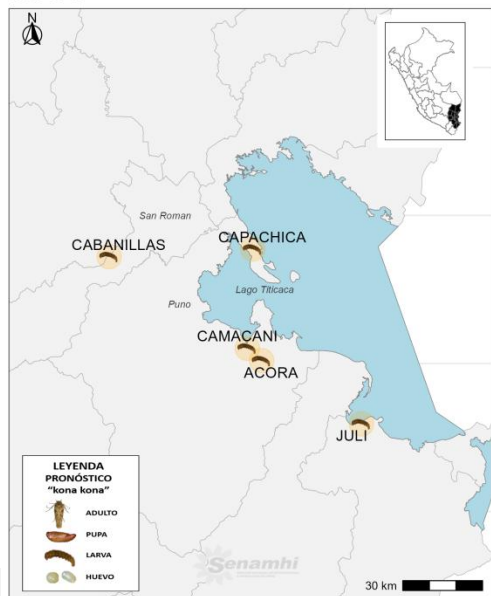 N
San Roman
CABANILLAS
CAPACHICA
Lago Titicaca
Puno
CAMACANI
ACORA
JULI
LEYENDA
PRONÓSTICO
“kona kona”
ADULTO
PUPA
LARVA
HUEVO
Senamhi
30 km